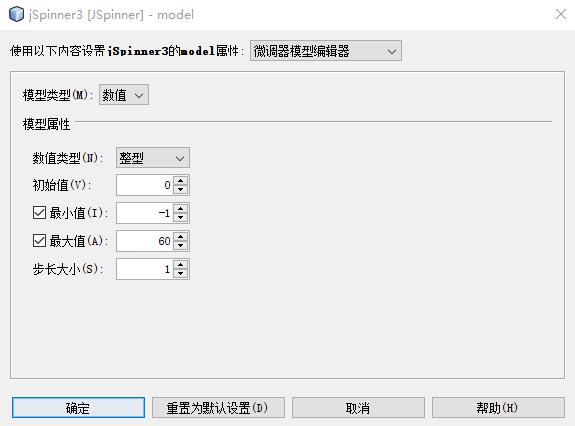 jSpinner3 [JSpinner] - model
使用以下内容设置 jSpinner3的model属性: 微调器模型编辑器
模型类型(M): 数值
模型属性
数值类型(N): 整型
初始值(V): 0
最小值(I): -1
最大值(A): 60
步长大小(S): 1
确定 重置为默认设置(D) 取消 帮助(H)